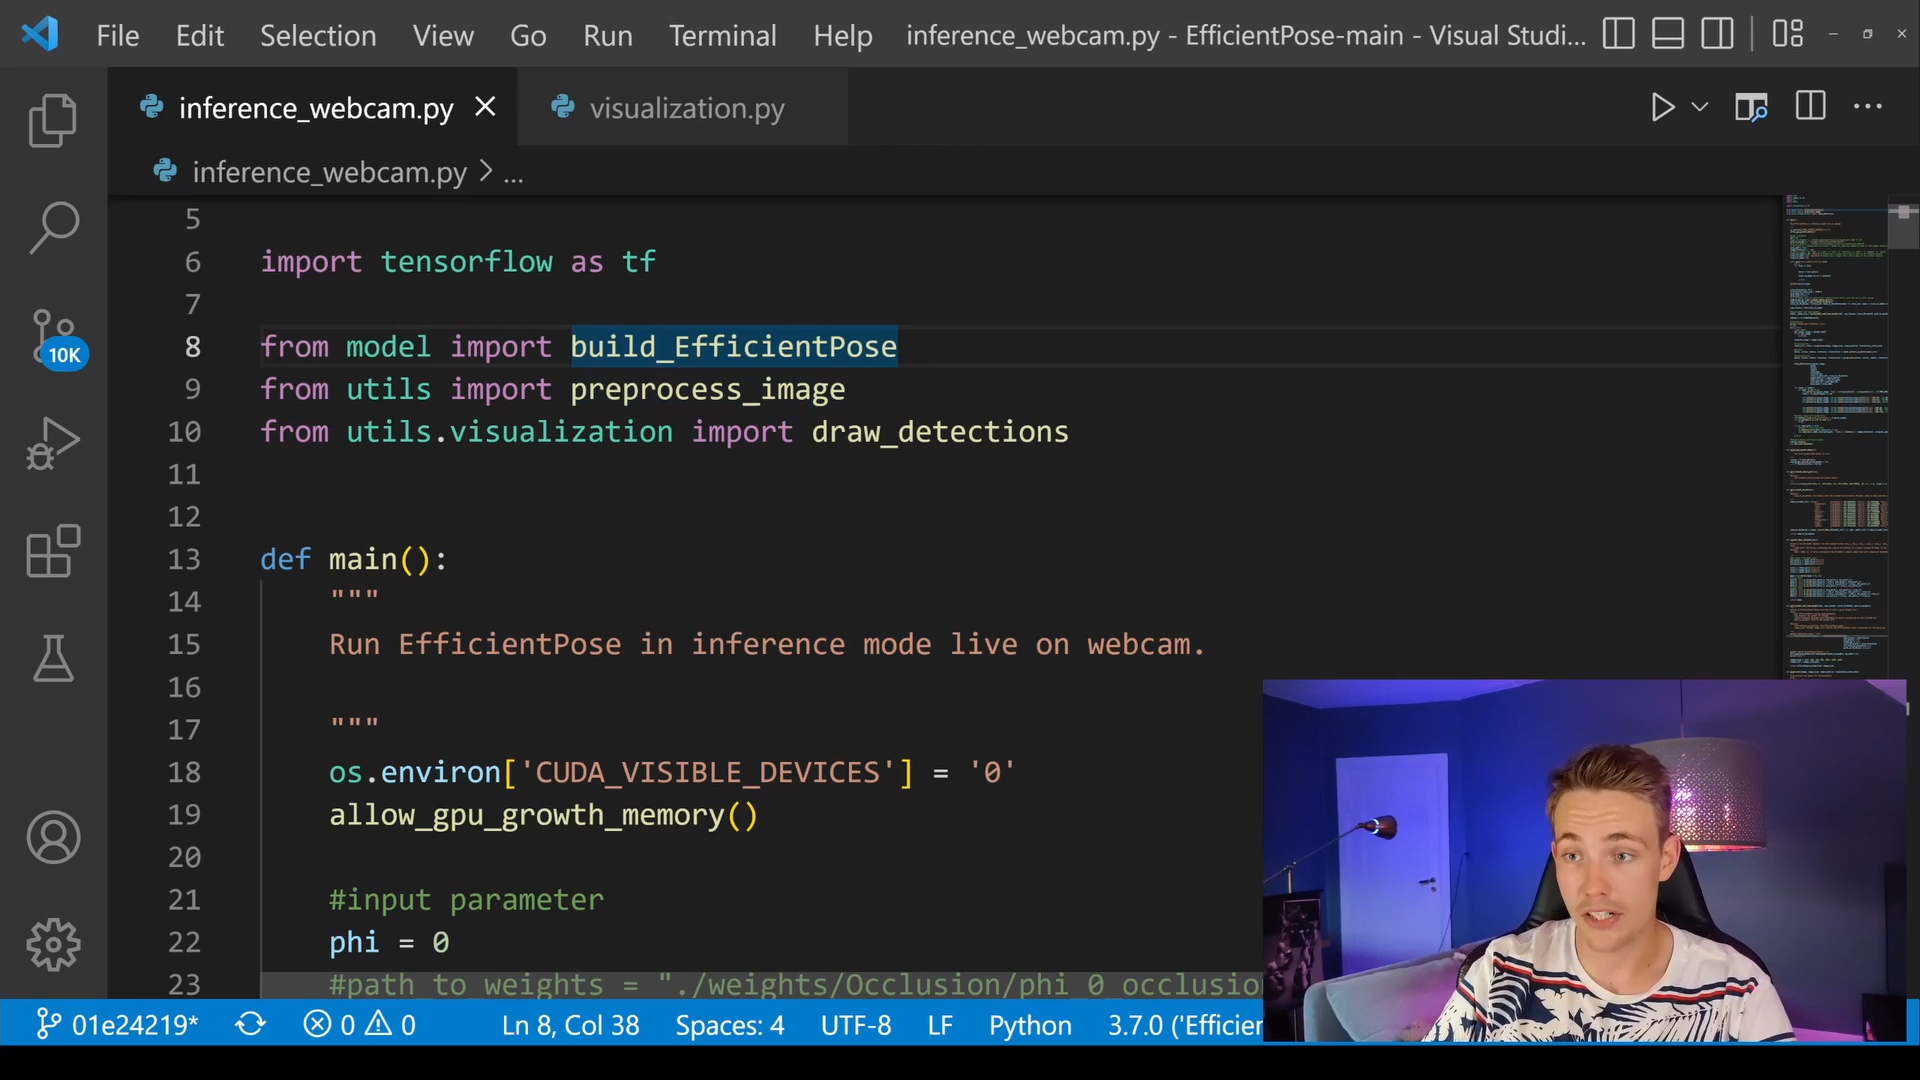 File Edit Selection View Go Run Terminal Help inference_webcam.py - EfficientPose-main - Visual Studi...
inference_webcam.py visualization.py
inference_webcam.py > ...
5
6 import tensorflow as tf
7
8 from model import build_EfficientPose
9 from utils import preprocess_image
10 from utils.visualization import draw_detections
11
12
13 def main():
14 """
15 Run EfficientPose in inference mode live on webcam.
16
17 """
18 os.environ['CUDA_VISIBLE_DEVICES'] = '0'
19 allow_gpu_growth_memory()
20
21 #input parameter
22 phi = 0
23 #path_to_weights = "./weights/Occlusion/phi_0_occlusio
10K
01e24219* 0 0 Ln 8, Col 38 Spaces: 4 UTF-8 LF Python 3.7.0 ('Efficien